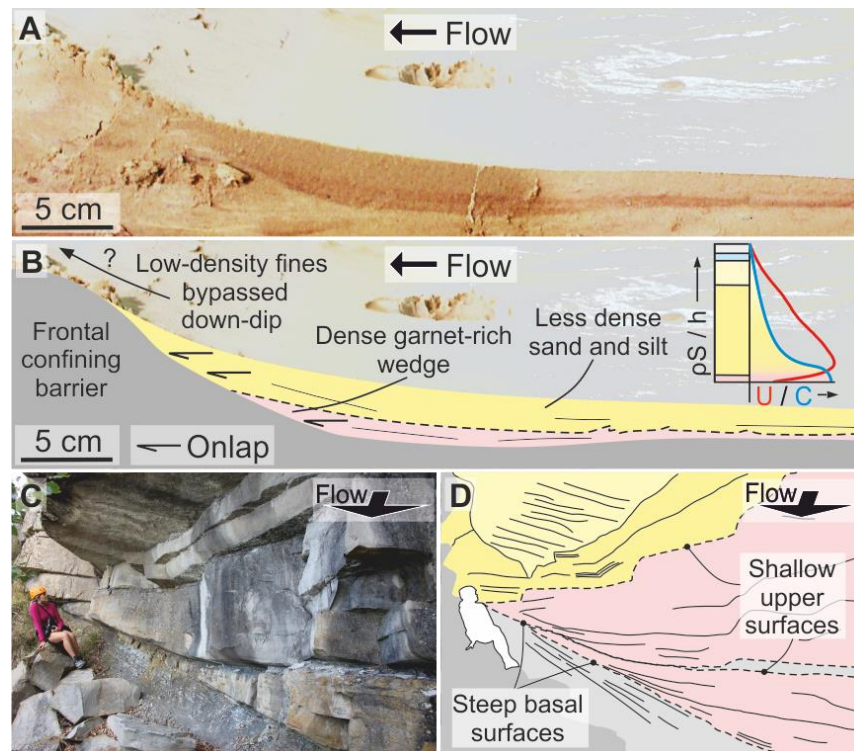 A
Flow
5 cm
B
?
Low-density fines
bypassed
down-dip
Flow
Frontal
confining
barrier
Dense garnet-rich
wedge
Less dense
sand and silt
ρS / h
U / C
5 cm
Onlap
C
Flow
D
Flow
Shallow
upper
surfaces
Steep basal
surfaces